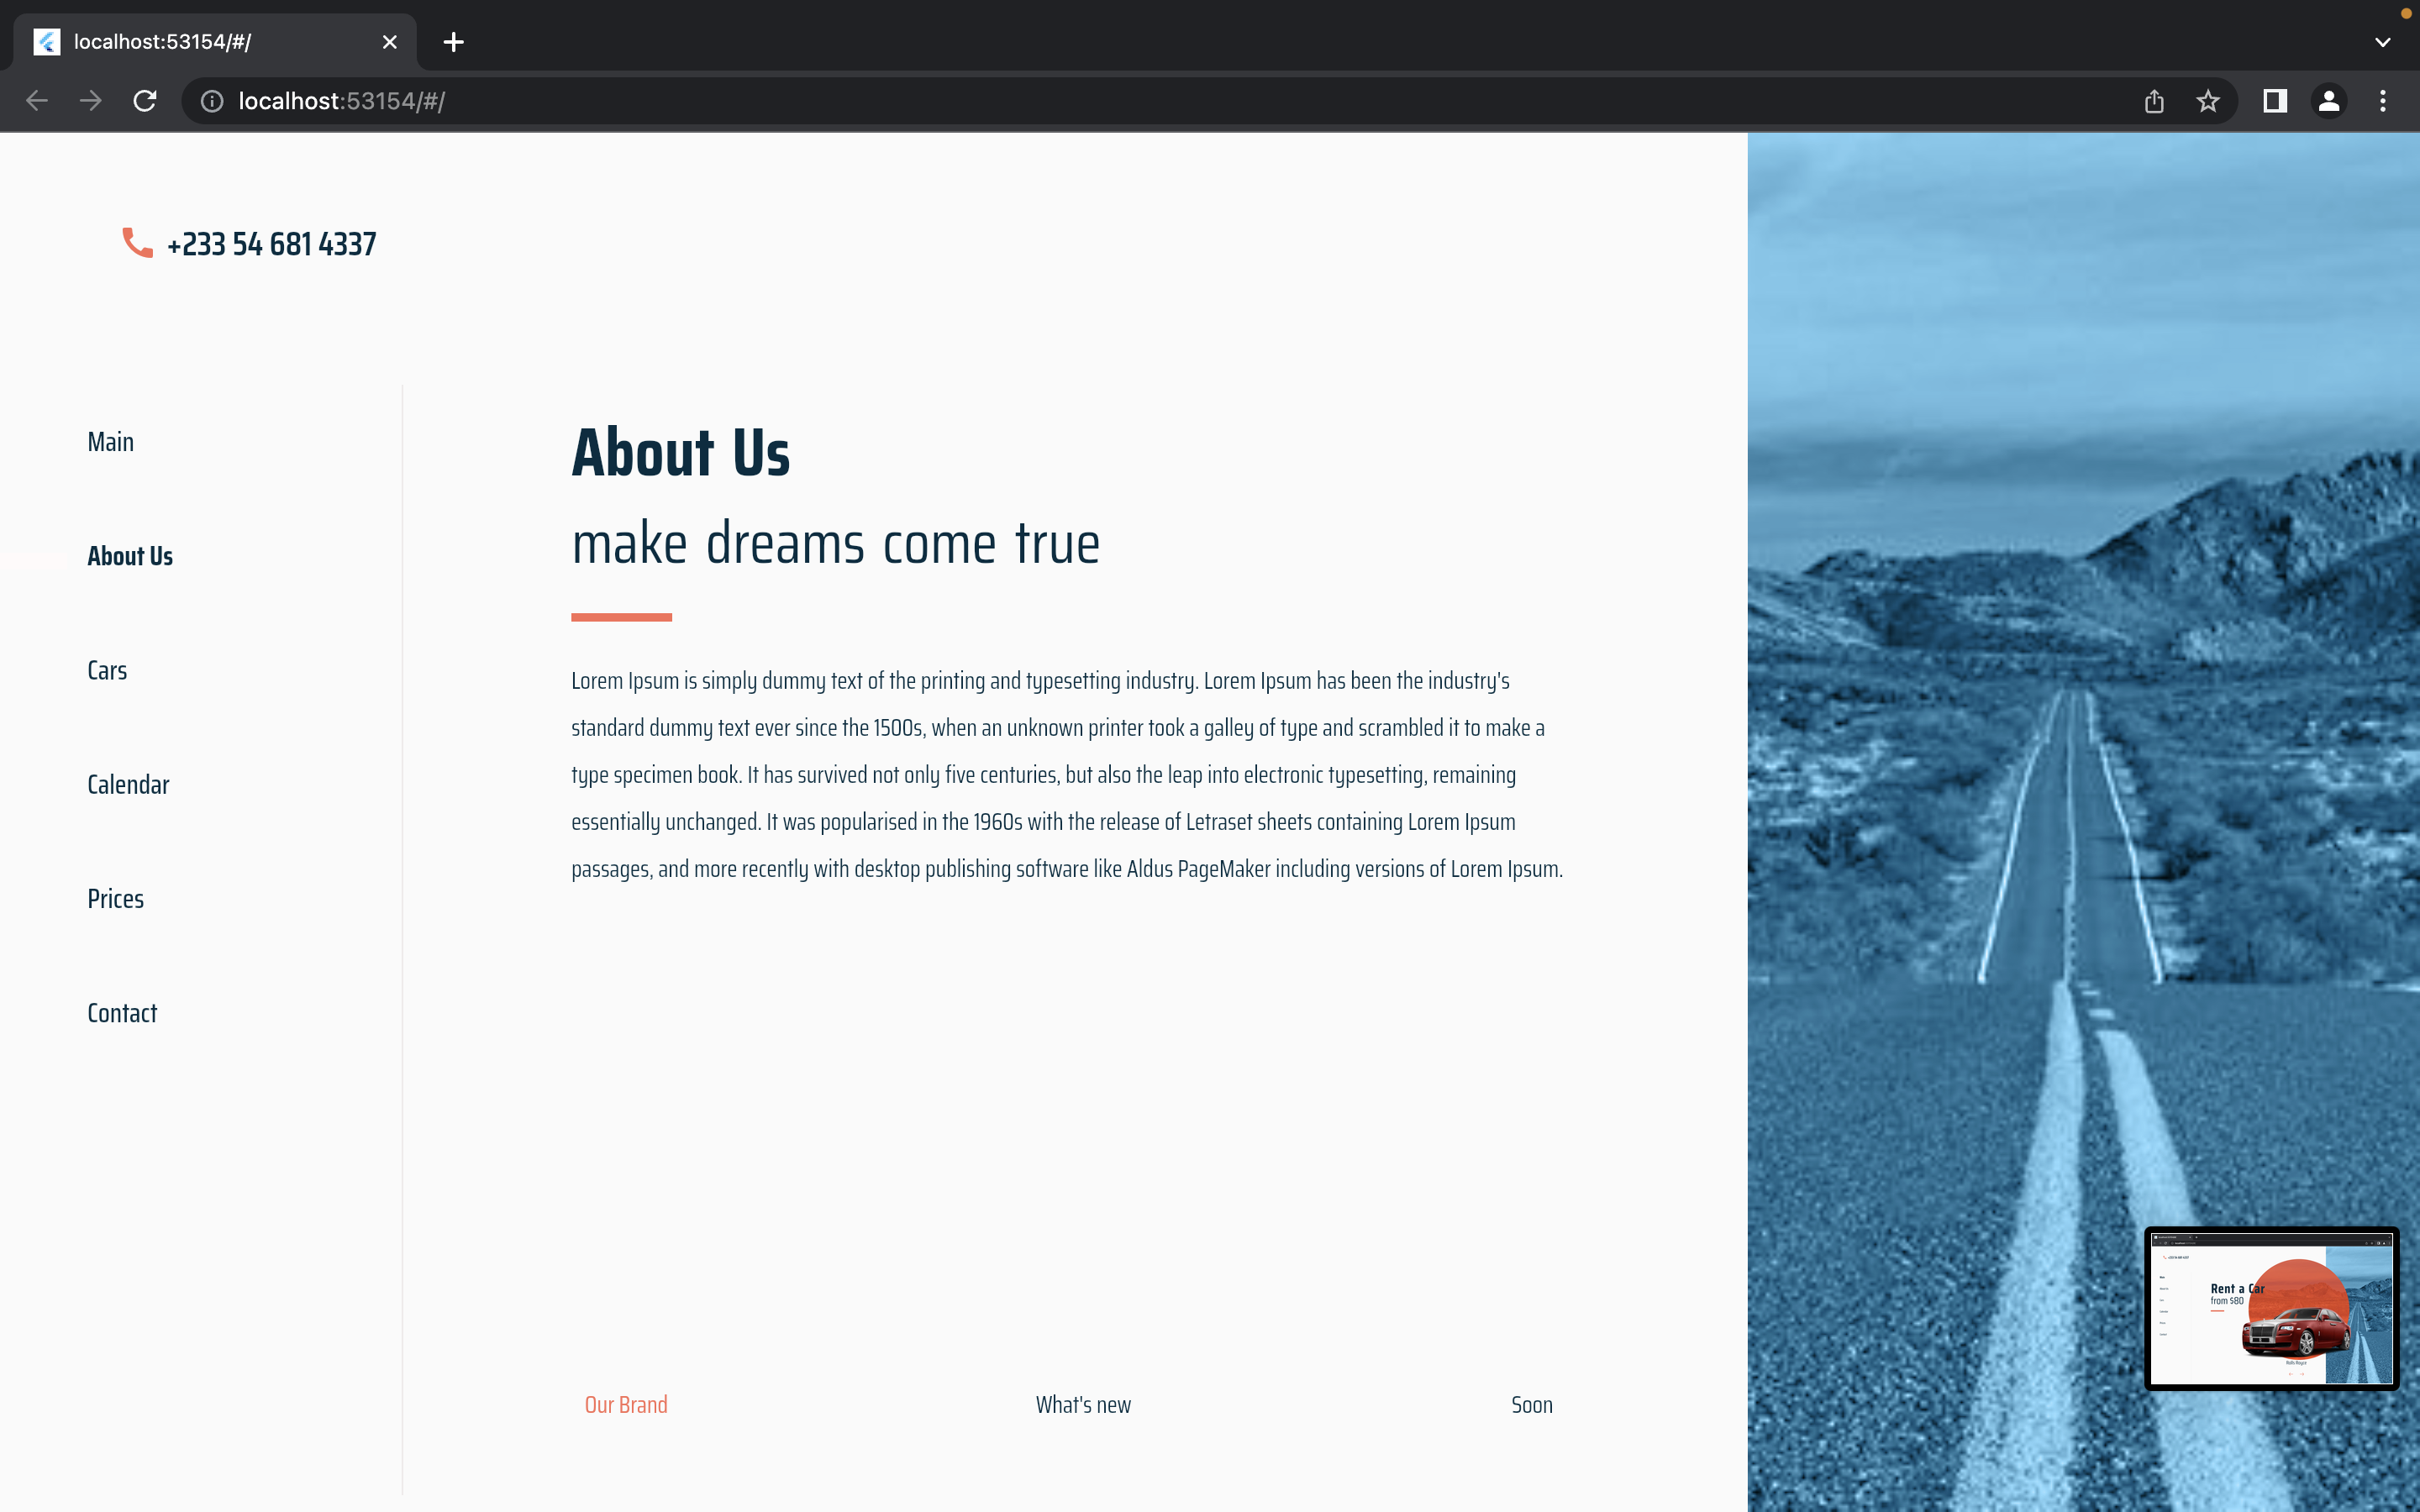 localhost:53154/#/
localhost:53154/#/
+233 54 681 4337
Main
About Us
Cars
Calendar
Prices
Contact
About Us
make dreams come true
Lorem Ipsum is simply dummy text of the printing and typesetting industry. Lorem Ipsum has been the industry's
standard dummy text ever since the 1500s, when an unknown printer took a galley of type and scrambled it to make a
type specimen book. It has survived not only five centuries, but also the leap into electronic typesetting, remaining
essentially unchanged. It was popularised in the 1960s with the release of Letraset sheets containing Lorem Ipsum
passages, and more recently with desktop publishing software like Aldus PageMaker including versions of Lorem Ipsum.
Our Brand
What's new
Soon
Rent a Car
from $80